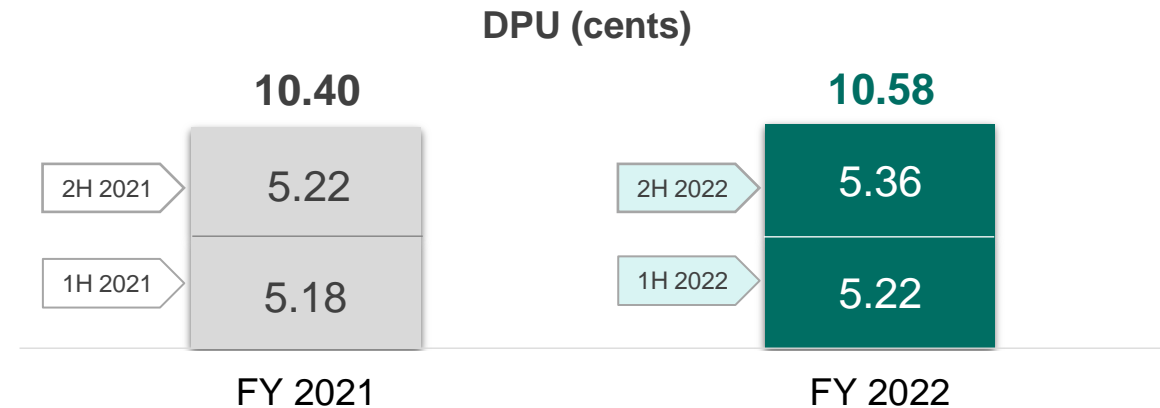 DPU (cents)
10.40
10.58
2H 2021
5.22
2H 2022
5.36
1H 2021
5.18
1H 2022
5.22
FY 2021
FY 2022